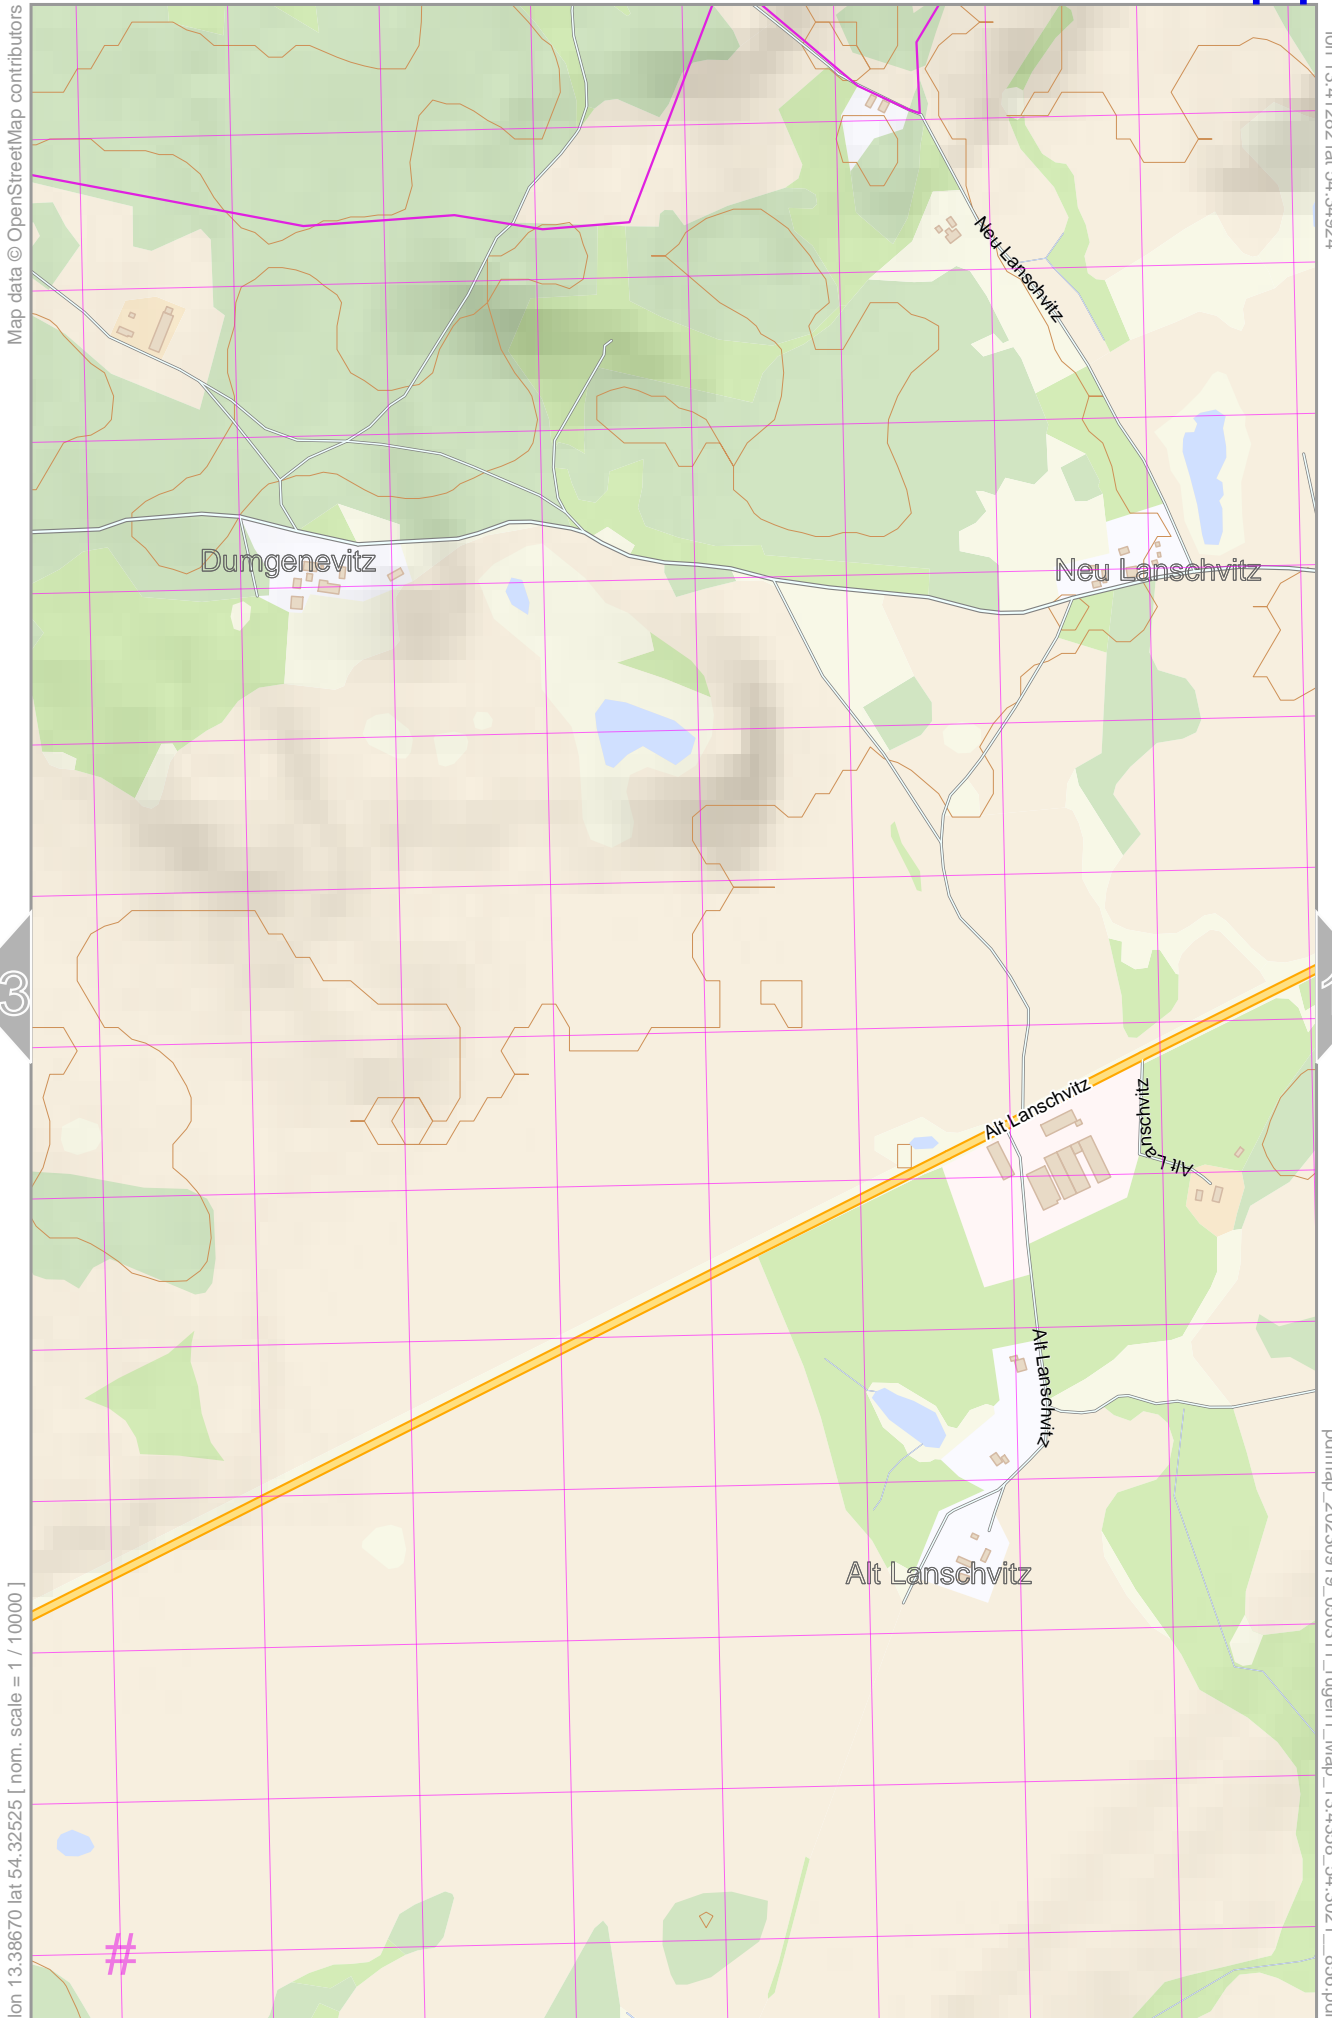 Map data © OpenStreetMap contributors
Neu Lanschvitz
Dumgenevitz
Neu Lanschvitz
3
Alt Lanschvitz
Alt Lanschvitz
Alt Lanschvitz
Alt Lanschvitz
lon 13.38670 lat 54.32525 [ nom. scale = 1 / 10000 ]
#